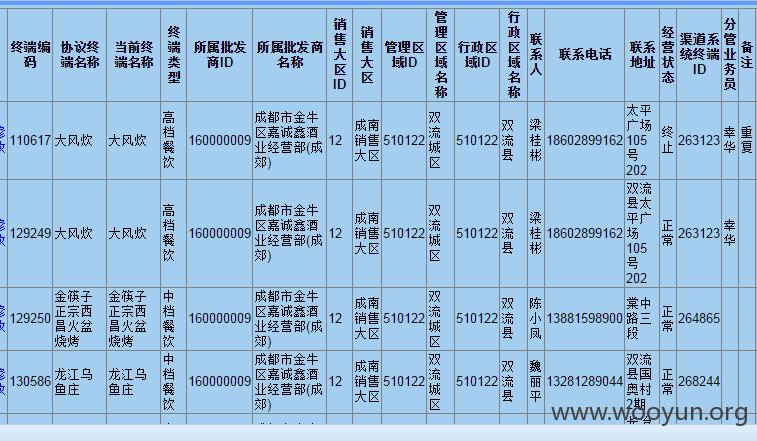 终端编码 协议终端名称 当前终端名称 终端类型 所属批发商ID 所属批发商名称 销售大区ID 销售大区 管理区域ID 管理区域名称 行政区域ID 行政区域名称 联系人 联系电话 联系地址 经营状态 渠道系统终端ID 分管业务员 备注
110617 大风炊 大风炊 高档餐饮 160000009 成都市金牛区嘉诚鑫酒业经营部(成郊) 12 成南销售大区 510122 双流城区 510122 双流县 梁桂彬 18602899162 太平广场105号202 终止 263123 幸华 重复
129249 大风炊 大风炊 高档餐饮 160000009 成都市金牛区嘉诚鑫酒业经营部(成郊) 12 成南销售大区 510122 双流城区 510122 双流县 梁桂彬 18602899162 双流县太平广场105号202 正常 263123 幸华
129250 金筷子正宗西昌火盆烧烤 金筷子正宗西昌火盆烧烤 中档餐饮 160000009 成都市金牛区嘉诚鑫酒业经营部(成郊) 12 成南销售大区 510122 双流城区 510122 双流县 陈小凤 13881598900 棠中路三段 正常 264865
130586 龙江乌鱼庄 龙江乌鱼庄 中档餐饮 160000009 成都市金牛区嘉诚鑫酒业经营部(成郊) 12 成南销售大区 510122 双流城区 510122 双流县 魏丽平 13281289044 双流县国奥村2期 正常 268244
www.wooyun.org